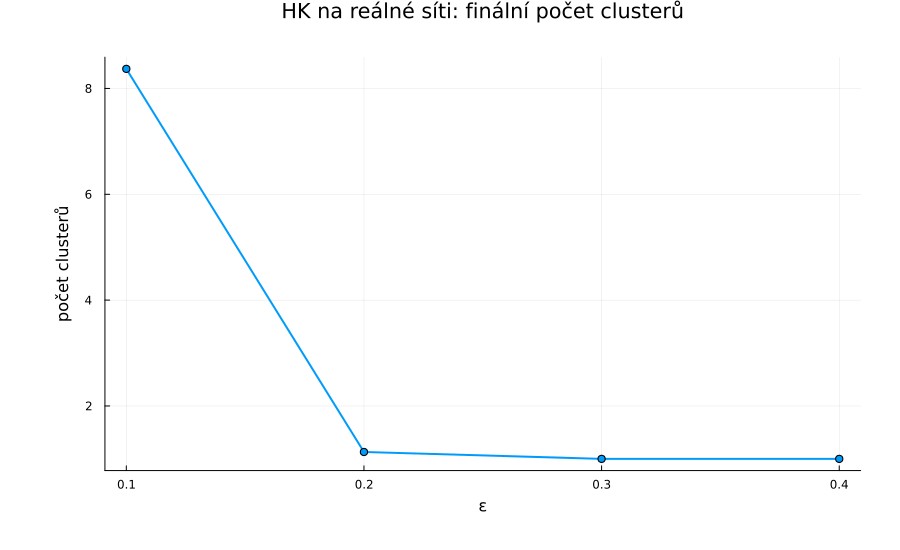 HK na reálné síti: finální počet clusterů
počet clusterů
8
6
4
2
0.1 0.2 0.3 0.4
ε